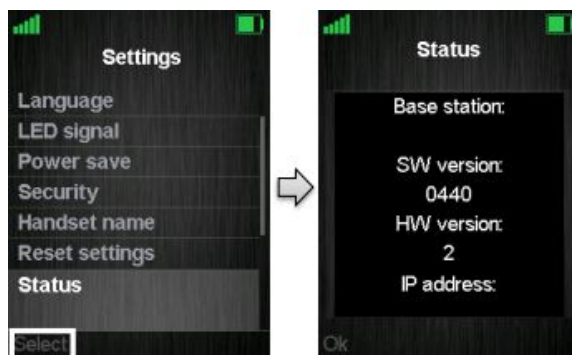 Settings
Language
LED signal
Power save
Security
Handset name
Reset settings
Status
Select
Status
Base station:
SW version:
0440
HW version:
2
IP address:
Ok